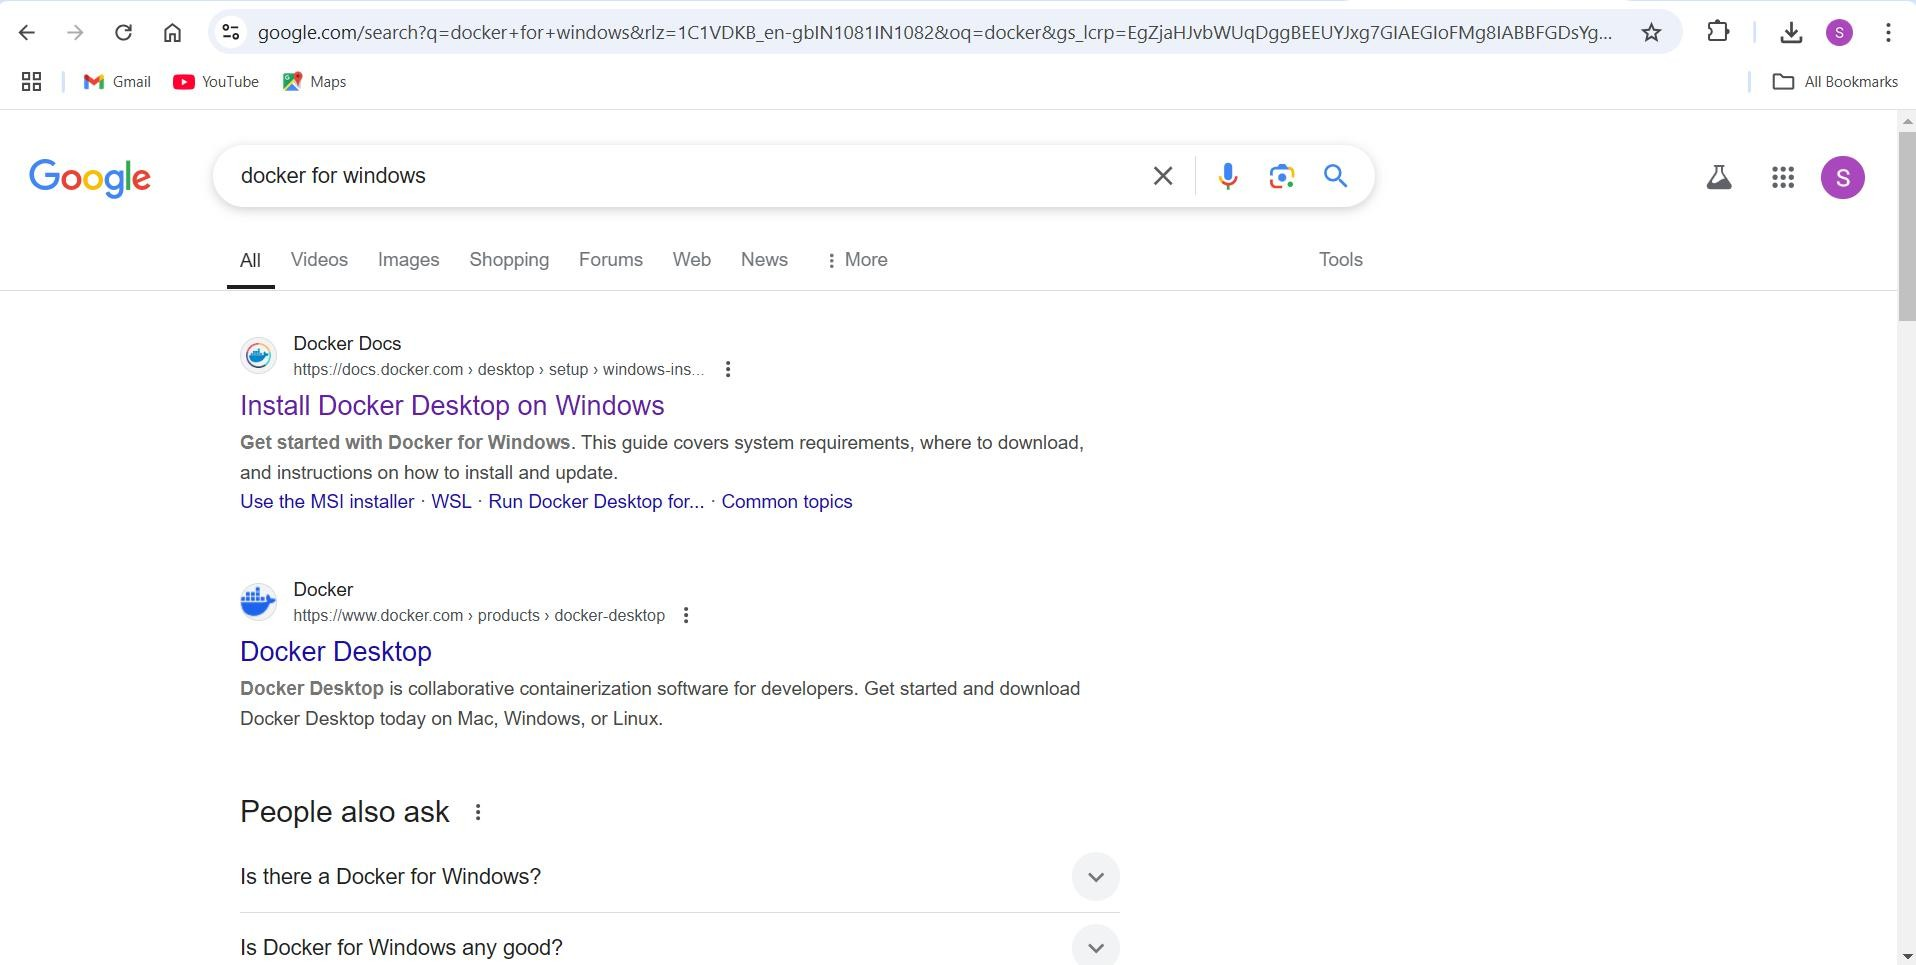 google.com/search?q=docker+for+windows&rlz=1C1VDKB_en-gbIN1081IN1082&oq=docker&gs_lcrp=EgZjaHJvbWUqDggBEEUYJxg7GIAEGIoFMg8IABBFGDsYg...
S
Gmail
YouTube
Maps
All Bookmarks
Google
docker for windows
S
All
Videos
Images
Shopping
Forums
Web
News
More
Tools
Docker Docs
https://docs.docker.com › desktop › setup › windows-ins...
Install Docker Desktop on Windows
Get started with Docker for Windows. This guide covers system requirements, where to download,
and instructions on how to install and update.
Use the MSI installer · WSL · Run Docker Desktop for... · Common topics
Docker
https://www.docker.com › products › docker-desktop
Docker Desktop
Docker Desktop is collaborative containerization software for developers. Get started and download
Docker Desktop today on Mac, Windows, or Linux.
People also ask
Is there a Docker for Windows?
Is Docker for Windows any good?